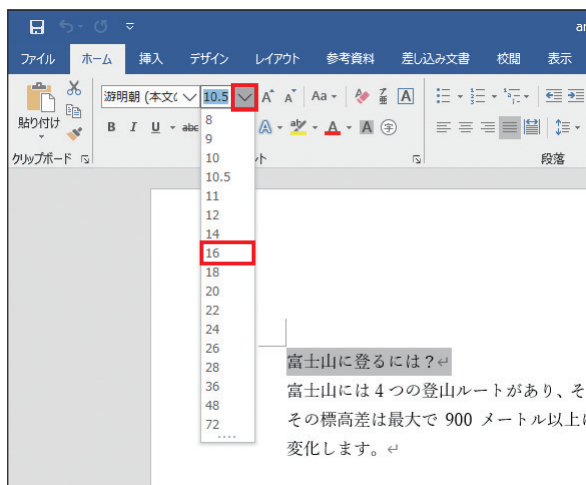 ar
ファイル ホーム 挿入 デザイン レイアウト 参考資料 差し込み文書 校閲 表示
貼り付け
游明朝 (本文( 10.5 A A Aa A
B I U abc A aby A A 字
クリップボード ト 段落
8
9
10
10.5
11
12
14
16
18
20
22
24
26
28
36
48
72
富士山に登るには？↵
富士山には 4 つの登山ルートがあり、そ
その標高差は最大で 900 メートル以上
変化します。↵